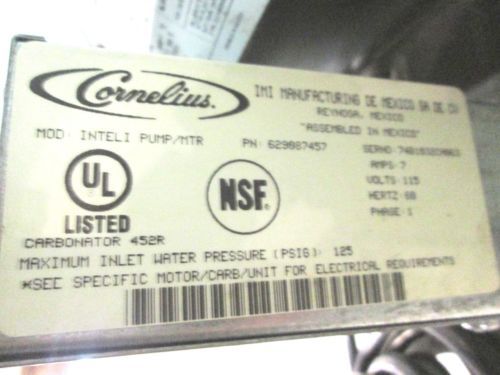 Cornelius.
IMI MANUFACTURING DE MEXICO SA DE CV
REYNOSA, MEXICO
"ASSEMBLED IN MEXICO"
MOD: INTELI PUMP/MTR PN: 629087457 SERNO:
AMPS: 7
VOLTS: 115
HERTZ: 60
PHASE: 1
UL
LISTED
NSF®
CARBONATOR 452R
MAXIMUM INLET WATER PRESSURE (PSIG): 125
*SEE SPECIFIC MOTOR/CARB/UNIT FOR ELECTRICAL REQUIREMENTS